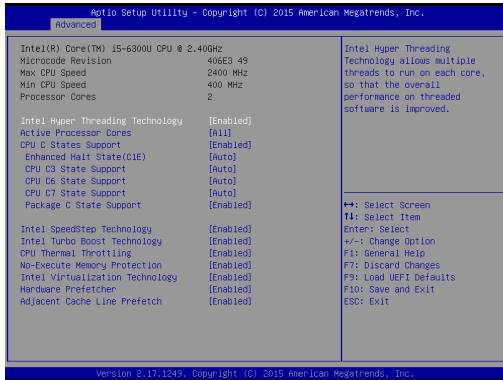 Aptio Setup Utility – Copyright (C) 2015 American Megatrends, Inc.
Advanced
Intel(R) Core(TM) i5-6300U CPU @ 2.40GHz
Microcode Revision 406E3 49
Max CPU Speed 2400 MHz
Min CPU Speed 400 MHz
Processor Cores 2
Intel Hyper Threading Technology [Enabled]
Active Processor Cores [All]
CPU C States Support [Enabled]
Enhanced Halt State(C1E) [Auto]
CPU C3 State Support [Auto]
CPU C6 State Support [Auto]
CPU C7 State Support [Auto]
Package C State Support [Enabled]
Intel SpeedStep Technology [Enabled]
Intel Turbo Boost Technology [Enabled]
CPU Thermal Throttling [Enabled]
No-Execute Memory Protection [Enabled]
Intel Virtualization Technology [Enabled]
Hardware Prefetcher [Enabled]
Adjacent Cache Line Prefetch [Enabled]
Intel Hyper Threading
Technology allows multiple
threads to run on each core,
so that the overall
performance on threaded
software is improved.
↔: Select Screen
↑↓: Select Item
Enter: Select
+/-: Change Option
F1: General Help
F7: Discard Changes
F9: Load UEFI Defaults
F10: Save and Exit
ESC: Exit
Version 2.17.1249. Copyright (C) 2015 American Megatrends, Inc.